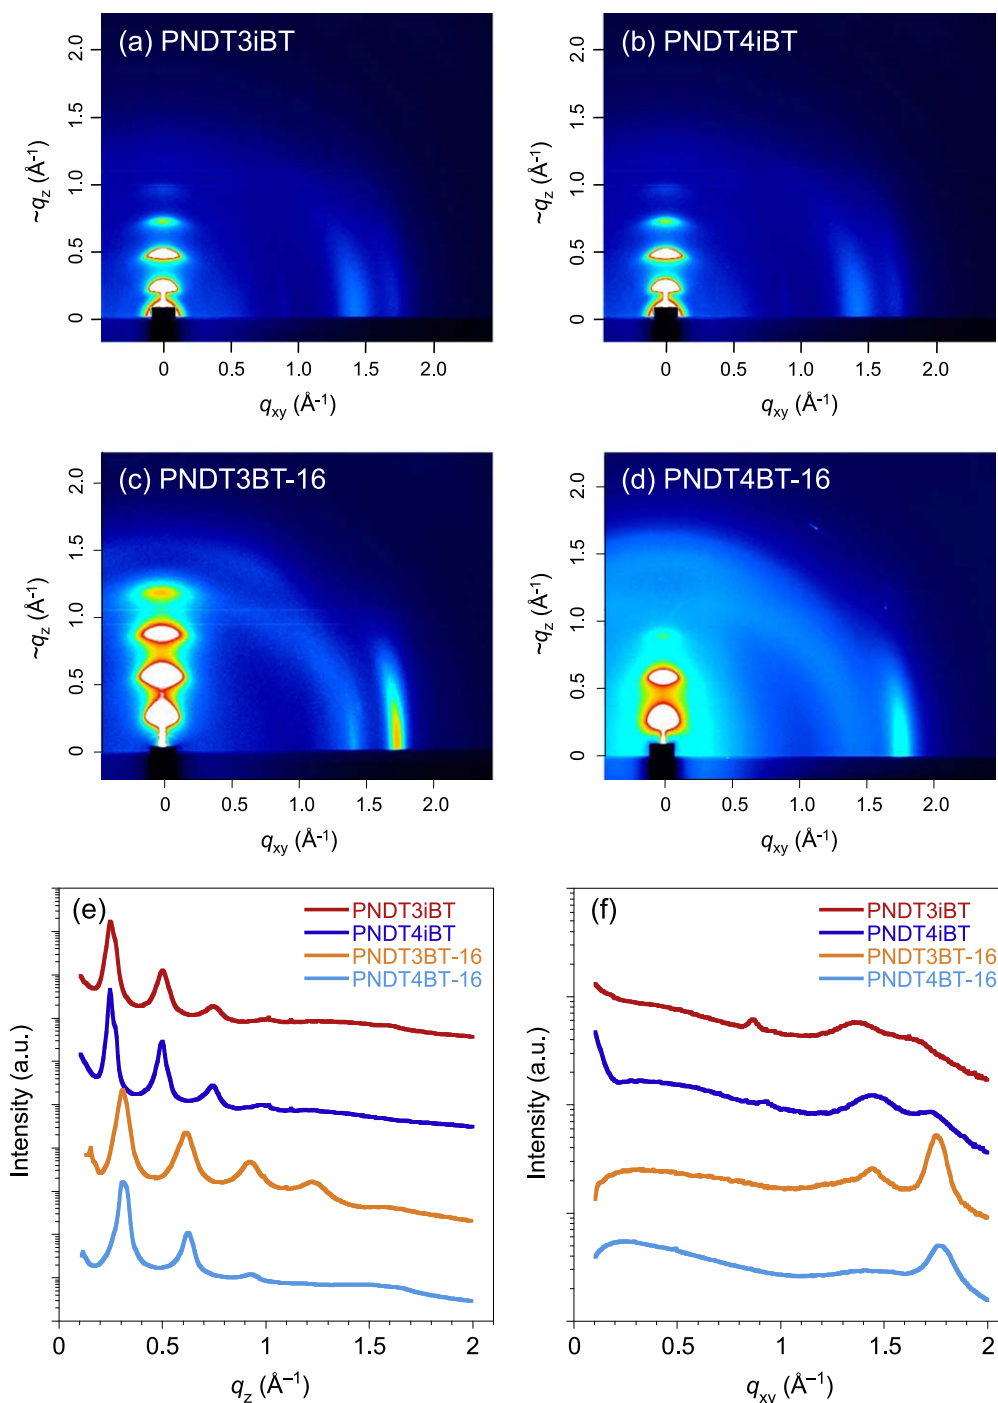 (a) PNDT3iBT
2.0
1.5
1.0
0.5
0
~qz (Å-1)
0 0.5 1.0 1.5 2.0
qxy (Å-1)
(b) PNDT4iBT
2.0
1.5
1.0
0.5
0
~qz (Å-1)
0 0.5 1.0 1.5 2.0
qxy (Å-1)
(c) PNDT3BT-16
2.0
1.5
1.0
0.5
0
~qz (Å-1)
0 0.5 1.0 1.5 2.0
qxy (Å-1)
(d) PNDT4BT-16
2.0
1.5
1.0
0.5
0
~qz (Å-1)
0 0.5 1.0 1.5 2.0
qxy (Å-1)
(e)
PNDT3iBT
PNDT4iBT
PNDT3BT-16
PNDT4BT-16
Intensity (a.u.)
0 0.5 1 1.5 2
qz (Å−1)
(f)
PNDT3iBT
PNDT4iBT
PNDT3BT-16
PNDT4BT-16
Intensity (a.u.)
0 0.5 1 1.5 2
qxy (Å−1)